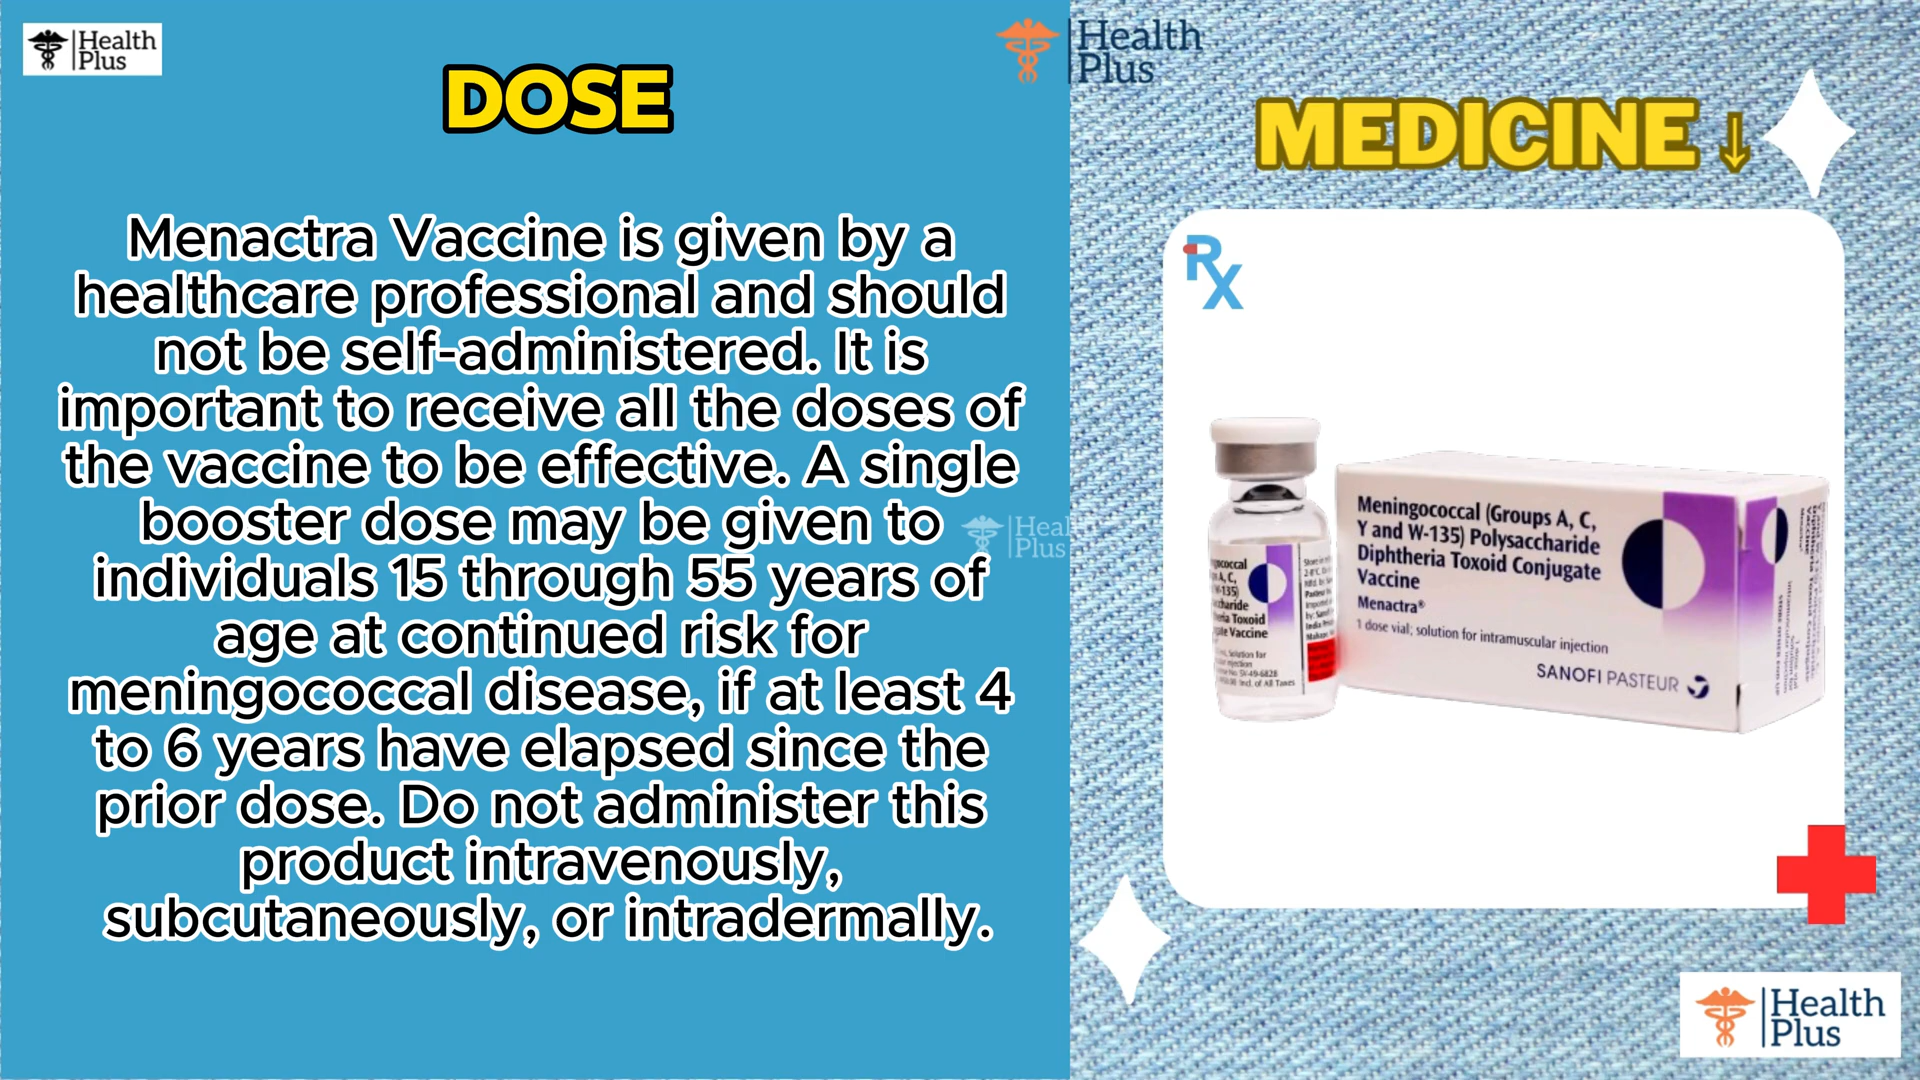 Health
Plus
DOSE
Menactra Vaccine is given by a
healthcare professional and should
not be self-administered. It is
important to receive all the doses of
the vaccine to be effective. A single
booster dose may be given to
individuals 15 through 55 years of
age at continued risk for
meningococcal disease, if at least 4
to 6 years have elapsed since the
prior dose. Do not administer this
product intravenously,
subcutaneously, or intradermally.
Health
Plus
Health
Plus
MEDICINE ↓
Rx
Meningococcal (Groups A, C,
Y and W-135) Polysaccharide
Diphtheria Toxoid Conjugate
Vaccine
Menactra®
1 dose vial; solution for intramuscular injection
SANOFI PASTEUR
Toxoid
Vaccine
Health
Plus